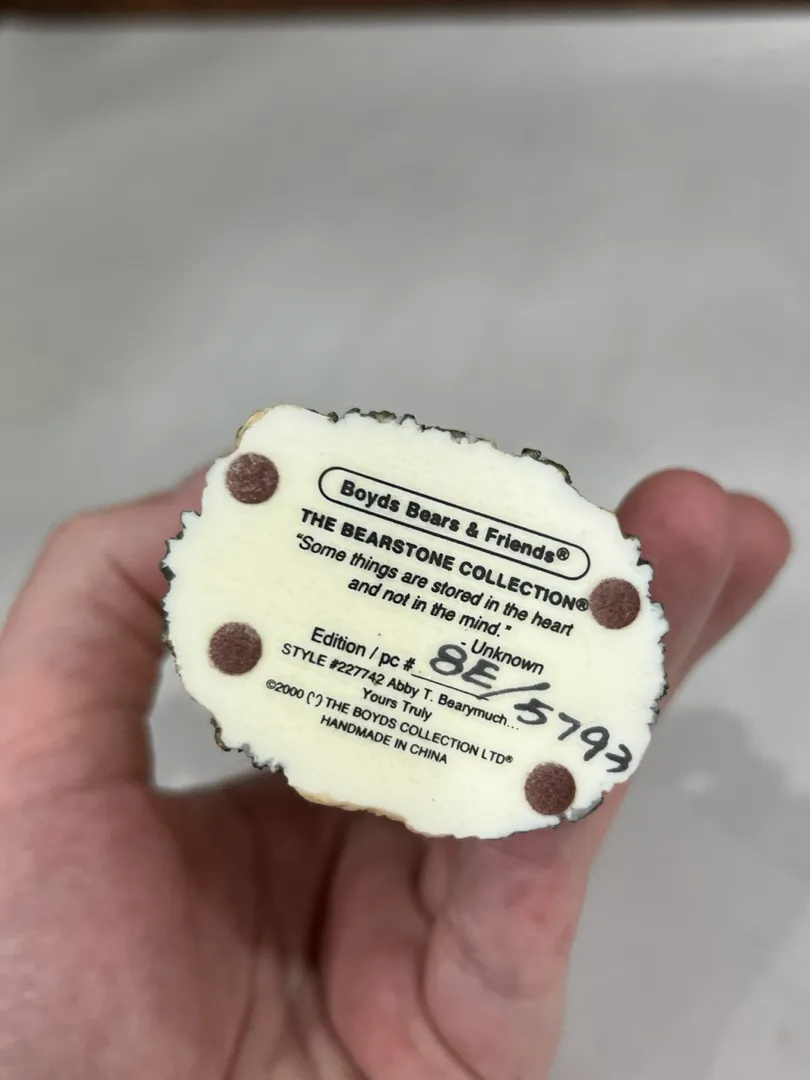 Boyds Bears & Friends®
THE BEARSTONE COLLECTION®
“Some things are stored in the heart
and not in the mind.”
- Unknown
Edition / pc # 8E/5793
STYLE #227742 Abby T. Bearymuch...
Yours Truly
©2000 (') THE BOYDS COLLECTION LTD®
HANDMADE IN CHINA